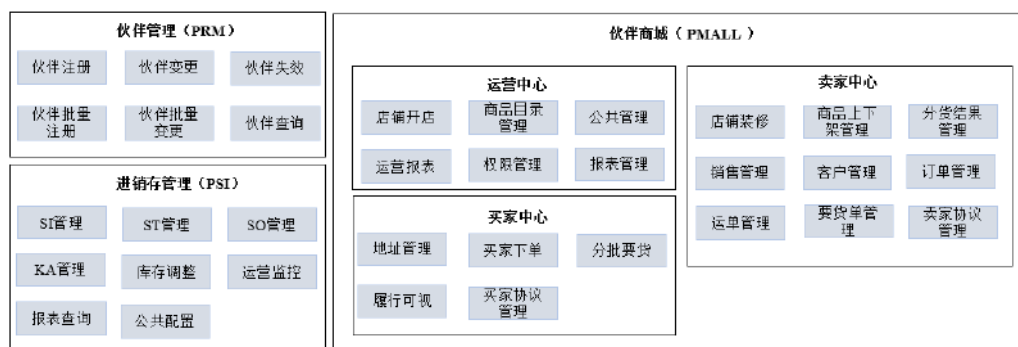 伙伴管理（PRM）
伙伴注册
伙伴变更
伙伴失效
伙伴批量
注册
伙伴批量
变更
伙伴查询
进销存管理（PSI）
SI管理
ST管理
SO管理
KA管理
库存调整
运营监控
报表查询
公共配置
伙伴商城（ PMALL ）
运营中心
店铺开店
商品目录
管理
公共管理
运营报表
权限管理
报表管理
买家中心
地址管理
买家下单
分批要货
履行可视
买家协议
管理
卖家中心
店铺装修
商品上下
架管理
分货结果
管理
销售管理
客户管理
订单管理
运单管理
要货单管
理
卖家协议
管理